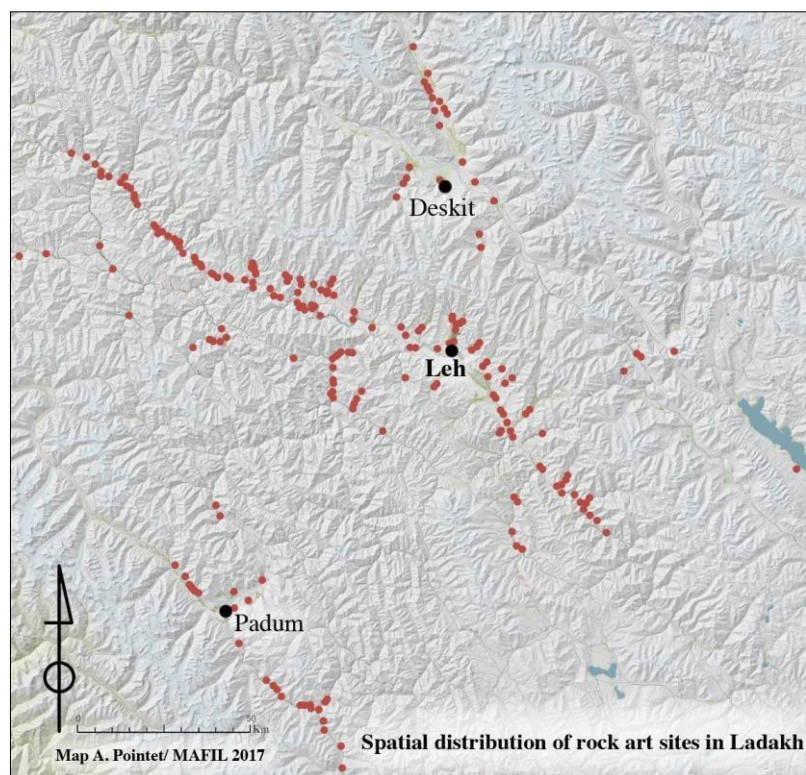 Deskit
Leh
Padum
0 50
Km
Map A. Pointet/ MAFIL 2017
Spatial distribution of rock art sites in Ladakh